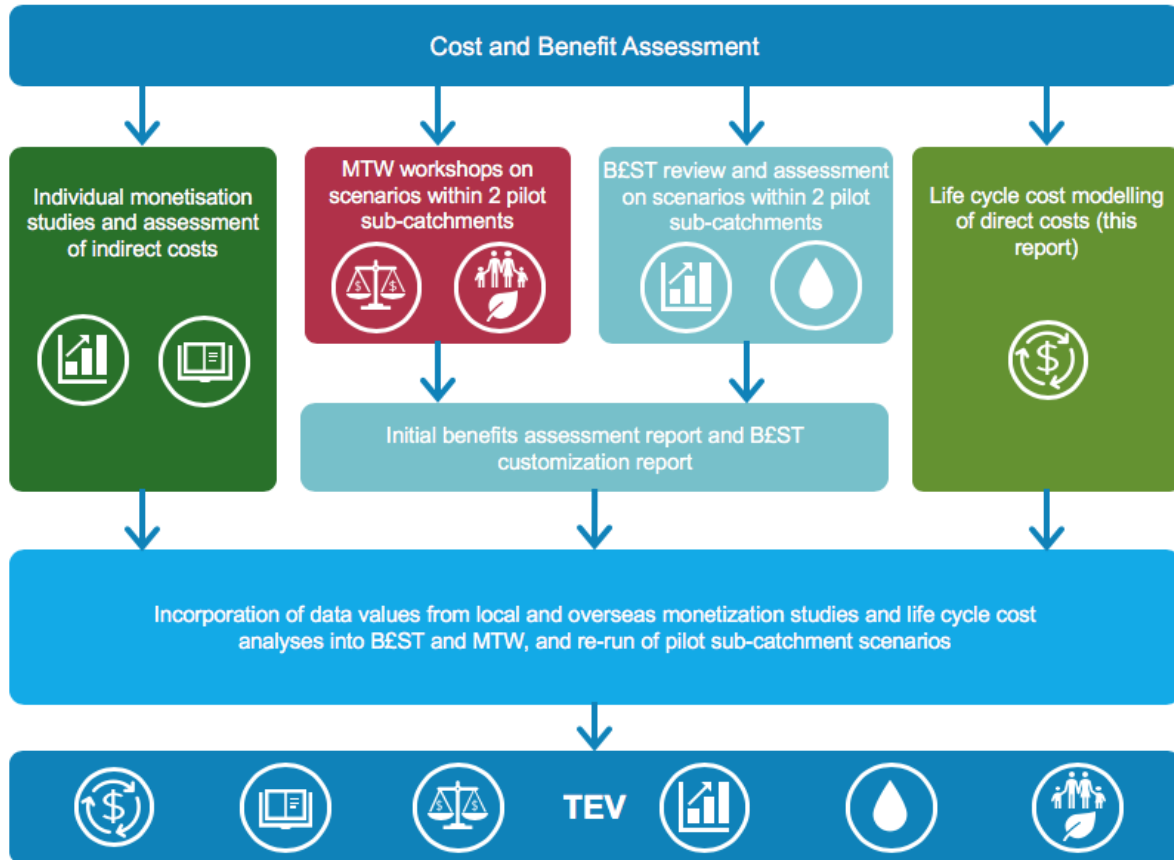 Cost and Benefit Assessment
Individual monetisation
studies and assessment
of indirect costs
MTW workshops on
scenarios within 2 pilot
sub-catchments
B£ST review and assessment
on scenarios within 2 pilot
sub-catchments
Life cycle cost modelling
of direct costs (this
report)
Initial benefits assessment report and B£ST
customization report
Incorporation of data values from local and overseas monetization studies and life cycle cost
analyses into B£ST and MTW, and re-run of pilot sub-catchment scenarios
TEV